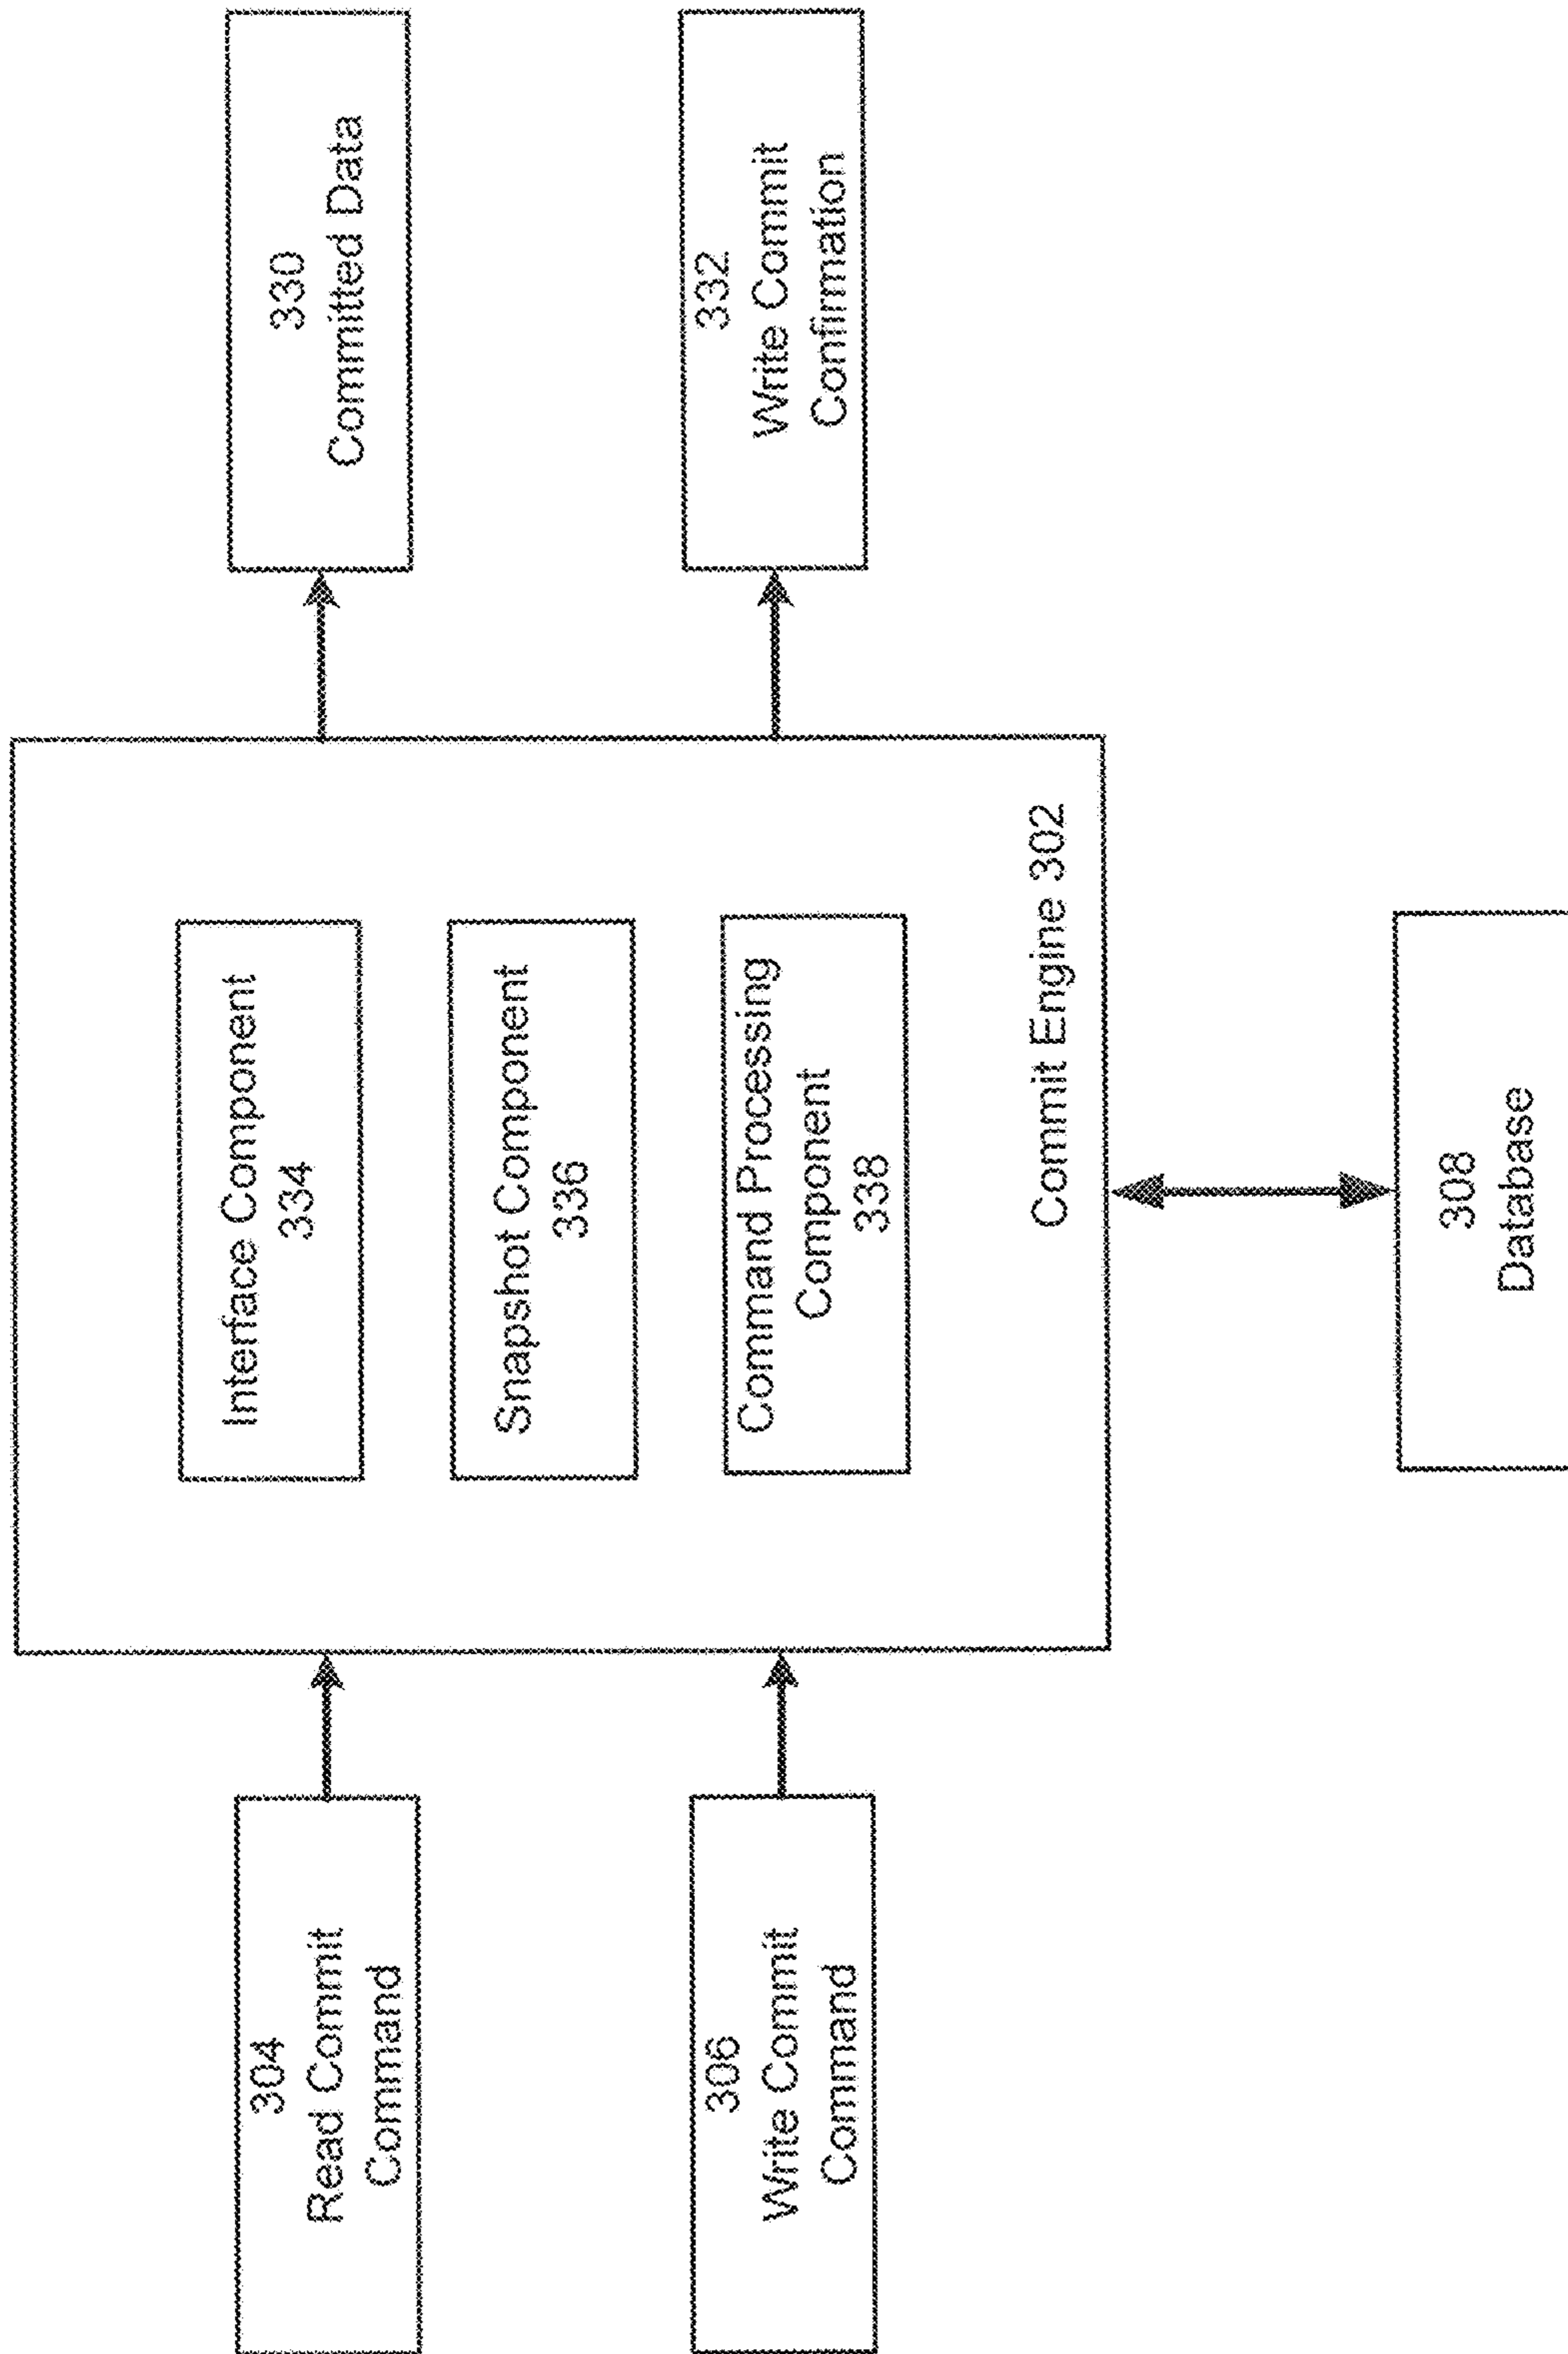 304
Read Commit
Command
306
Write Commit
Command
Interface Component
334
Snapshot Component
336
Command Processing
Component
338
Commit Engine 302
330
Committed Data
332
Write Commit
Confirmation
308
Database